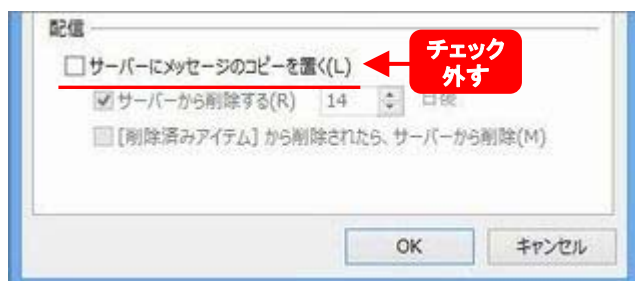 配信
サーバーにメッセージのコピーを置く(L)
チェック
外す
サーバーから削除する(R) 14 日後
[削除済みアイテム] から削除されたら、サーバーから削除(M)
OK キャンセル